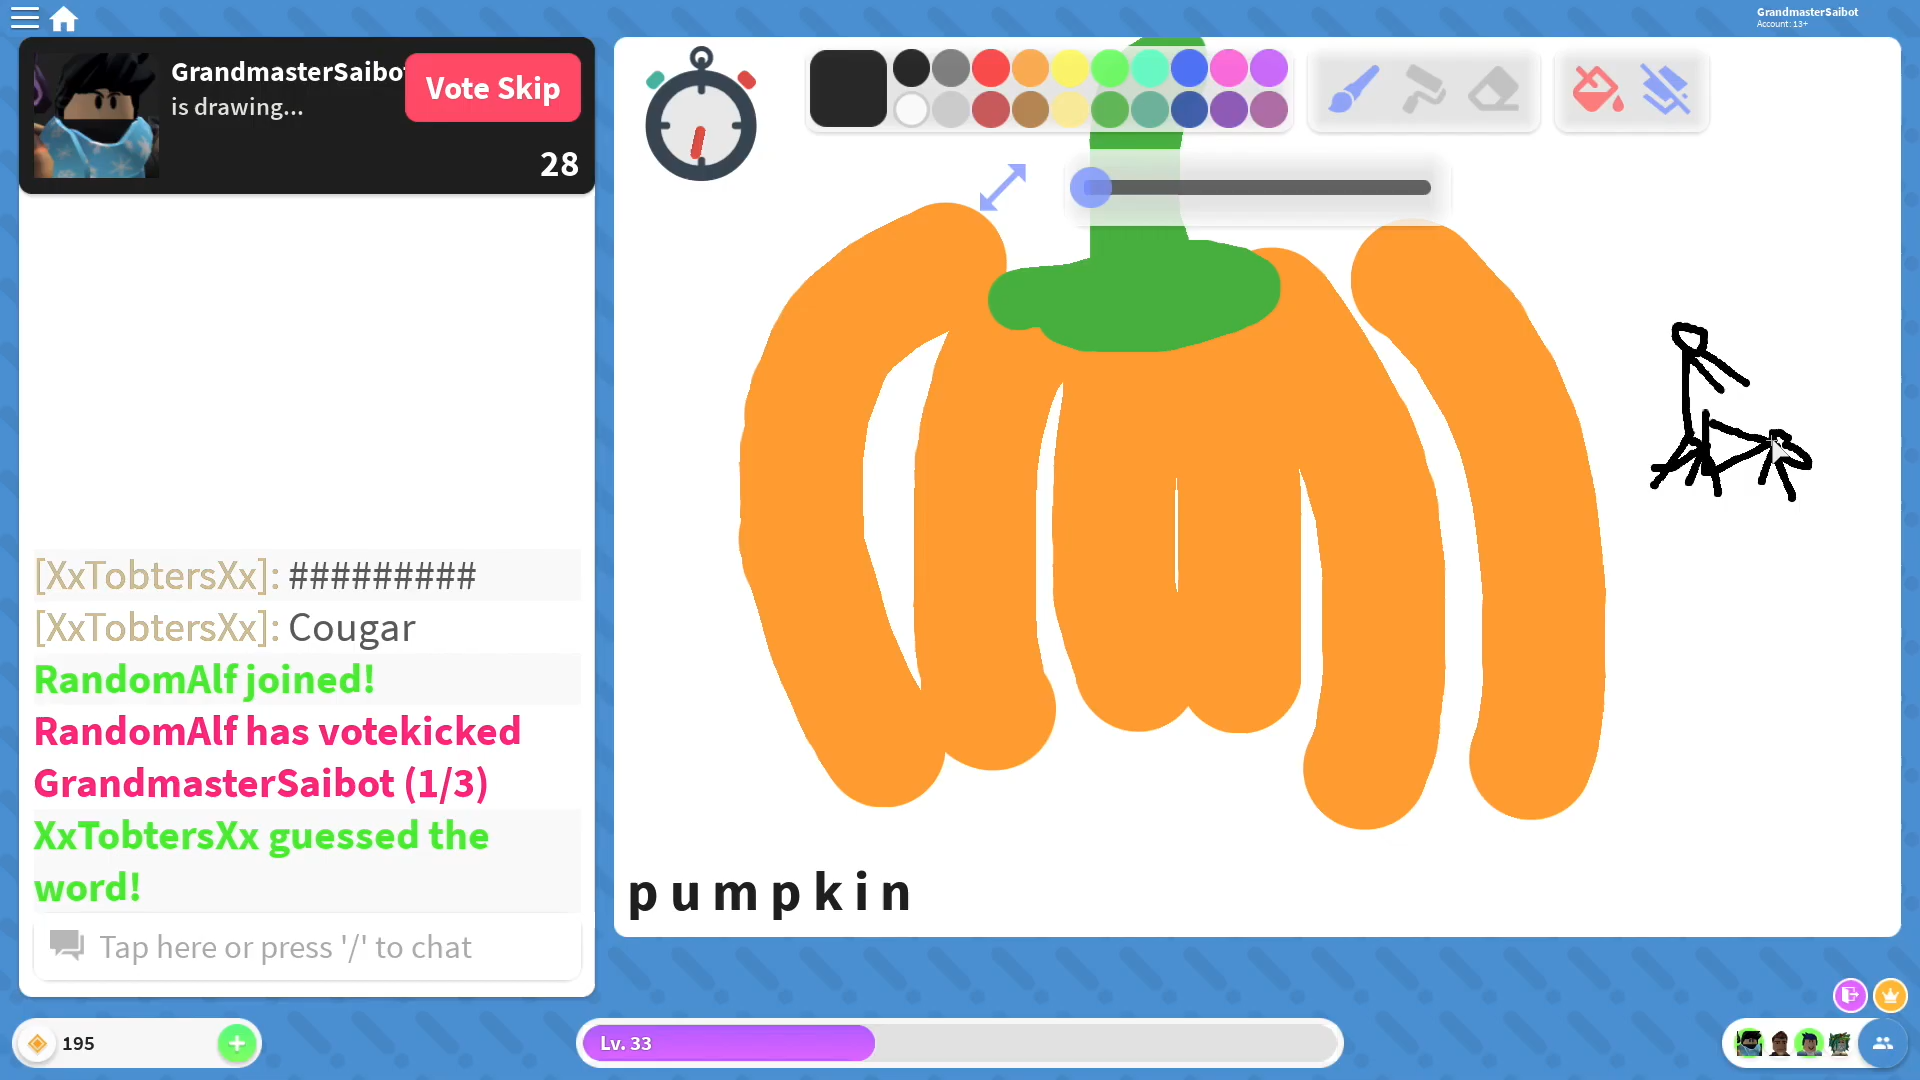 GrandmasterSaibot
Account: 13+
GrandmasterSaibot
is drawing...
Vote Skip
28
[XxTobtersXx]: #########
[XxTobtersXx]: Cougar
RandomAlf joined!
RandomAlf has votekicked
GrandmasterSaibot (1/3)
XxTobtersXx guessed the
word!
Tap here or press '/' to chat
pumpkin
195
Lv. 33